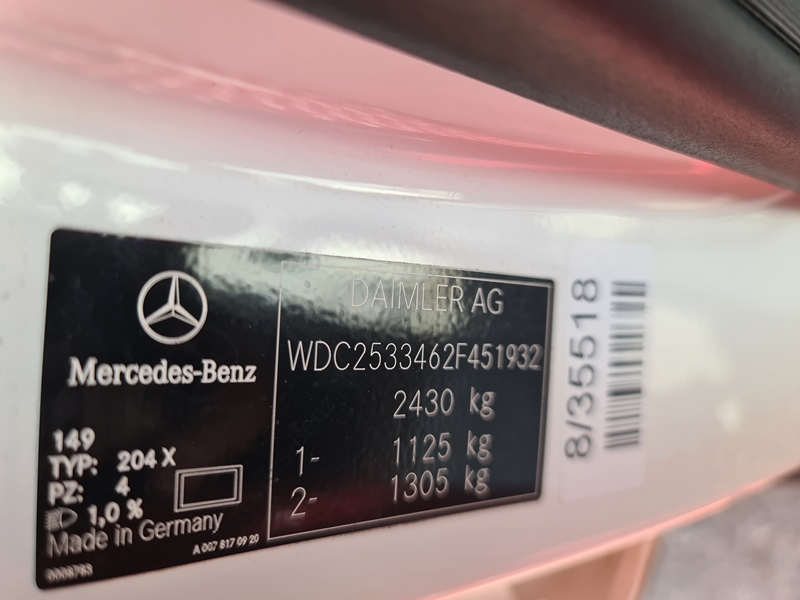 Mercedes-Benz
149
TYP: 204 X
PZ: 4
1,0 %
Made in Germany
A 007 817 09 20
DAIMLER AG
WDC2533462F451932
2430 kg
1- 1125 kg
2- 1305 kg
8/35518